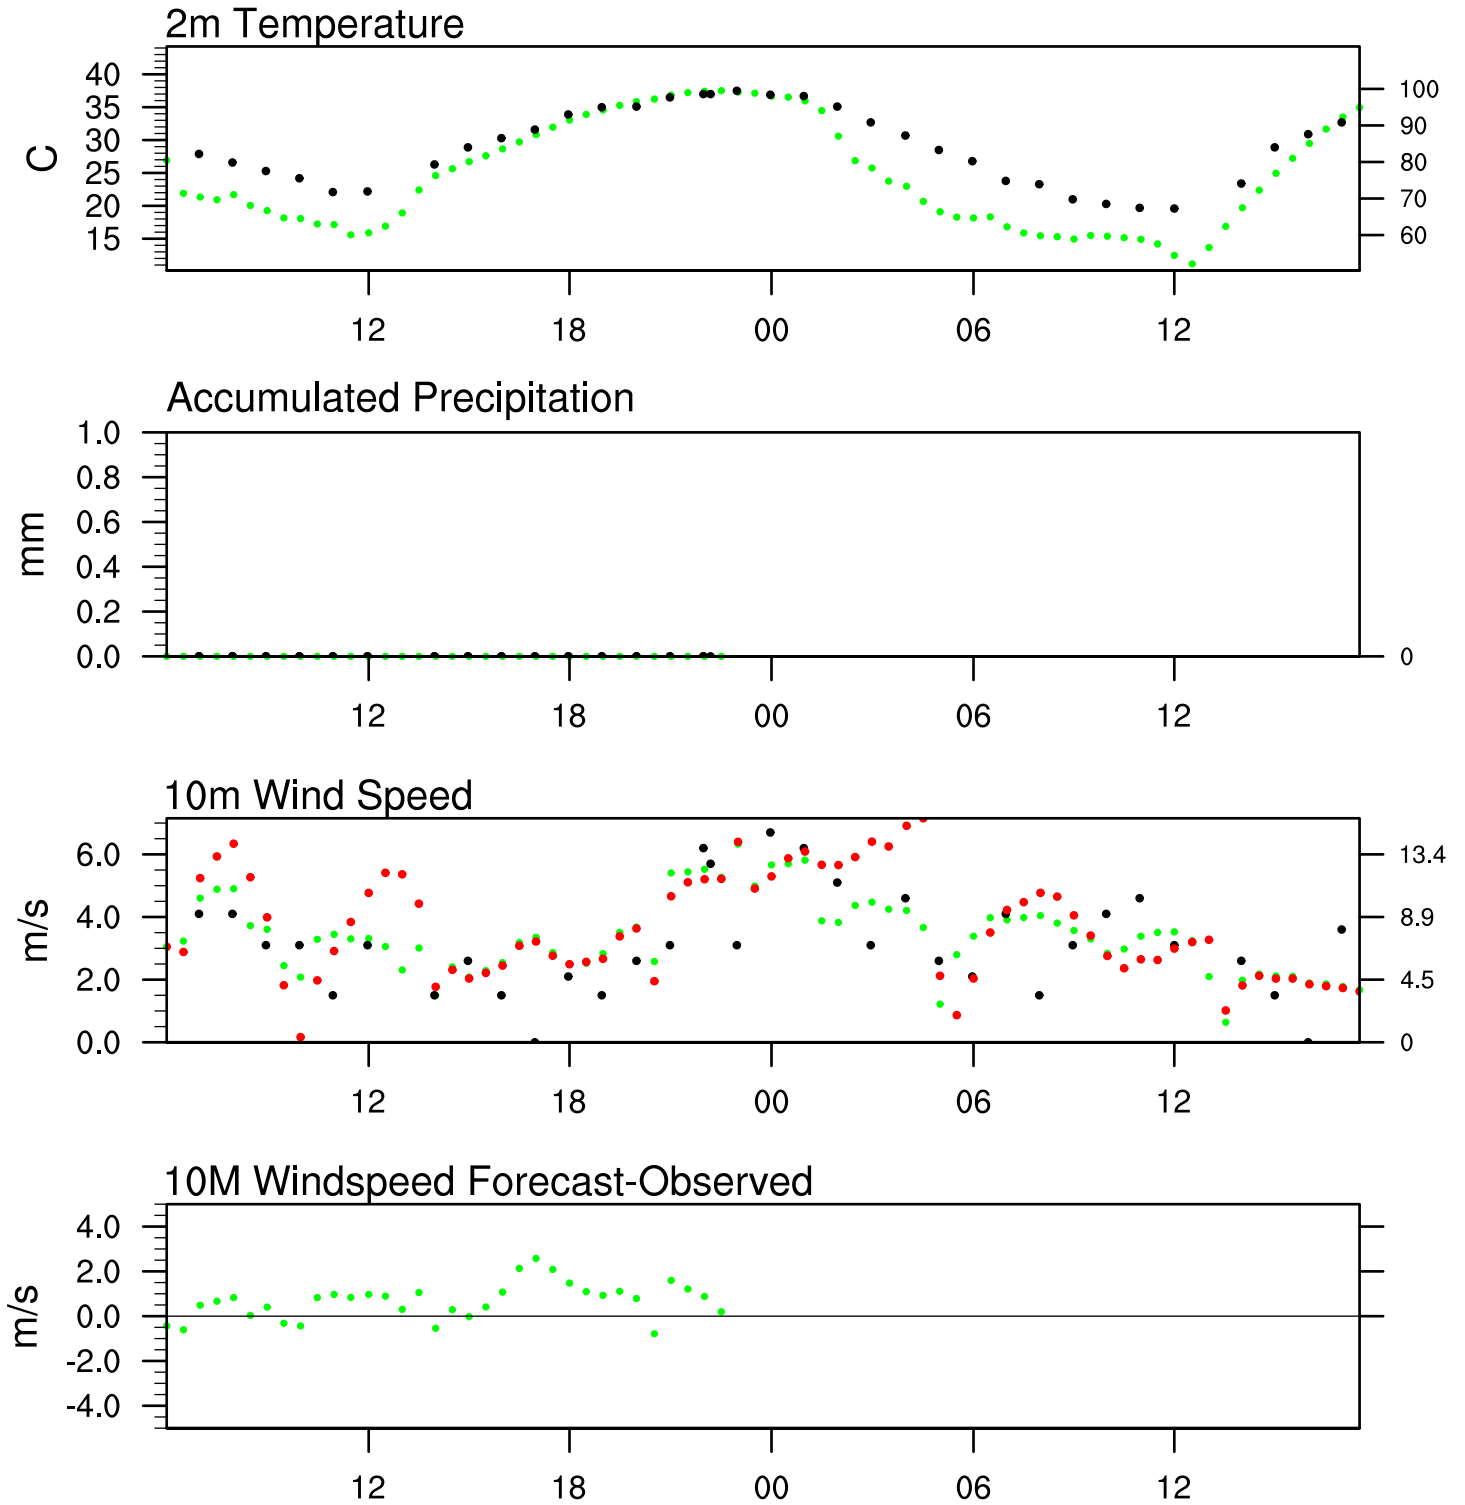 2m Temperature
C
40
35
30
25
20
15
100
90
80
70
60
12 18 00 06 12
Accumulated Precipitation
mm
1.0
0.8
0.6
0.4
0.2
0.0
0
12 18 00 06 12
10m Wind Speed
m/s
6.0
4.0
2.0
0.0
13.4
8.9
4.5
0
12 18 00 06 12
10M Windspeed Forecast-Observed
m/s
4.0
2.0
0.0
-2.0
-4.0
12 18 00 06 12